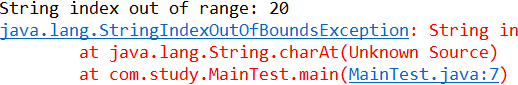 String index out of range: 20
java.lang.StringIndexOutOfBoundsException: String in
at java.lang.String.charAt(Unknown Source)
at com.study.MainTest.main(MainTest.java:7)